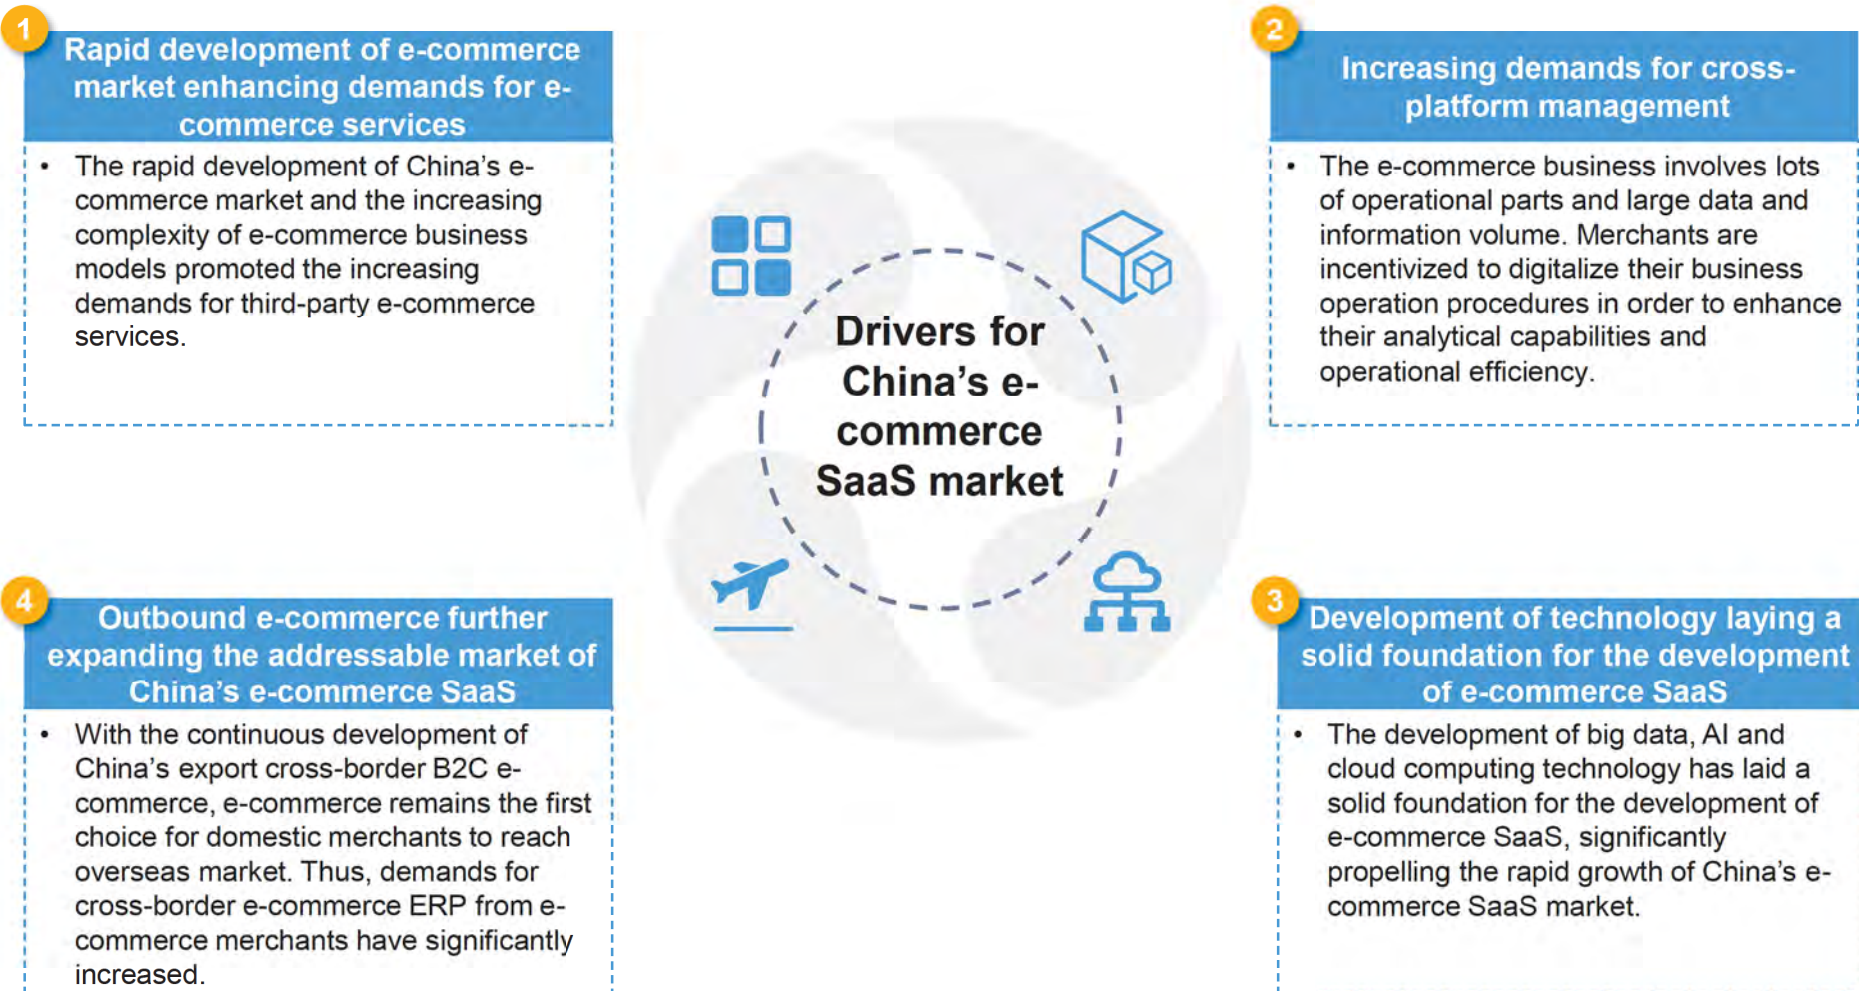 1
Rapid development of e-commerce
market enhancing demands for e-
commerce services
• The rapid development of China's e-
commerce market and the increasing
complexity of e-commerce business
models promoted the increasing
demands for third-party e-commerce
services.
2
Increasing demands for cross-
platform management
• The e-commerce business involves lots
of operational parts and large data and
information volume. Merchants are
incentivized to digitalize their business
operation procedures in order to enhance
their analytical capabilities and
operational efficiency.
Drivers for
China's e-
commerce
SaaS market
4
Outbound e-commerce further
expanding the addressable market of
China's e-commerce SaaS
• With the continuous development of
China's export cross-border B2C e-
commerce, e-commerce remains the first
choice for domestic merchants to reach
overseas market. Thus, demands for
cross-border e-commerce ERP from e-
commerce merchants have significantly
increased.
3
Development of technology laying a
solid foundation for the development
of e-commerce SaaS
• The development of big data, AI and
cloud computing technology has laid a
solid foundation for the development of
e-commerce SaaS, significantly
propelling the rapid growth of China's e-
commerce SaaS market.